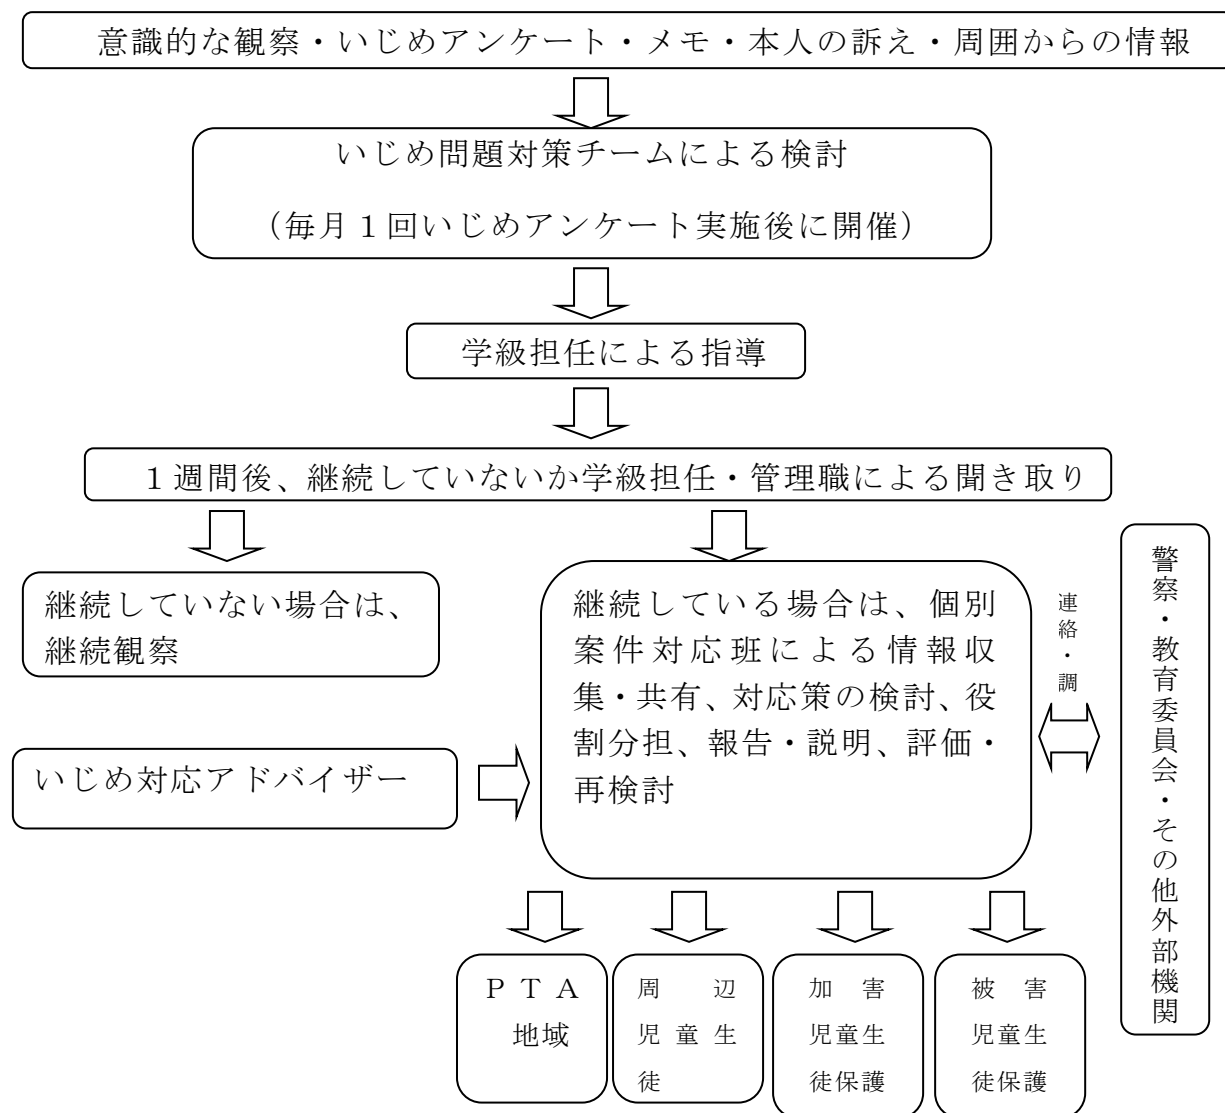 意識的な観察・いじめアンケート・メモ・本人の訴え・周囲からの情報
いじめ問題対策チームによる検討
（毎月１回いじめアンケート実施後に開催）
学級担任による指導
１週間後、継続していないか学級担任・管理職による聞き取り
継続していない場合は、
継続観察
継続している場合は、個別
案件対応班による情報収
集・共有、対応策の検討、役
割分担、報告・説明、評価・
再検討
連絡・調
警察・教育委員会・その他外部機関
いじめ対応アドバイザー
ＰＴＡ
地域
周辺
児童生
徒
加害
児童生
徒保護
被害
児童生
徒保護